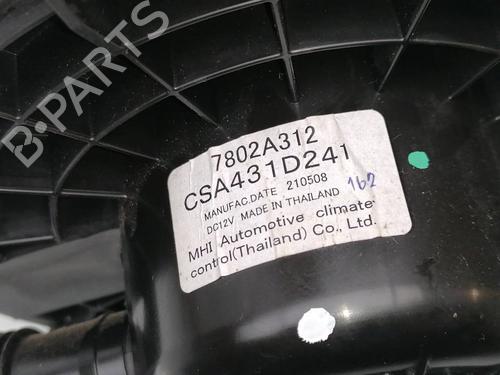 B-PARTS
7802A312
CSA431D241
MANUFAC.DATE 210508
DC12V MADE IN THAILAND
162
MHI Automotive climate
control(Thailand) Co., Ltd.